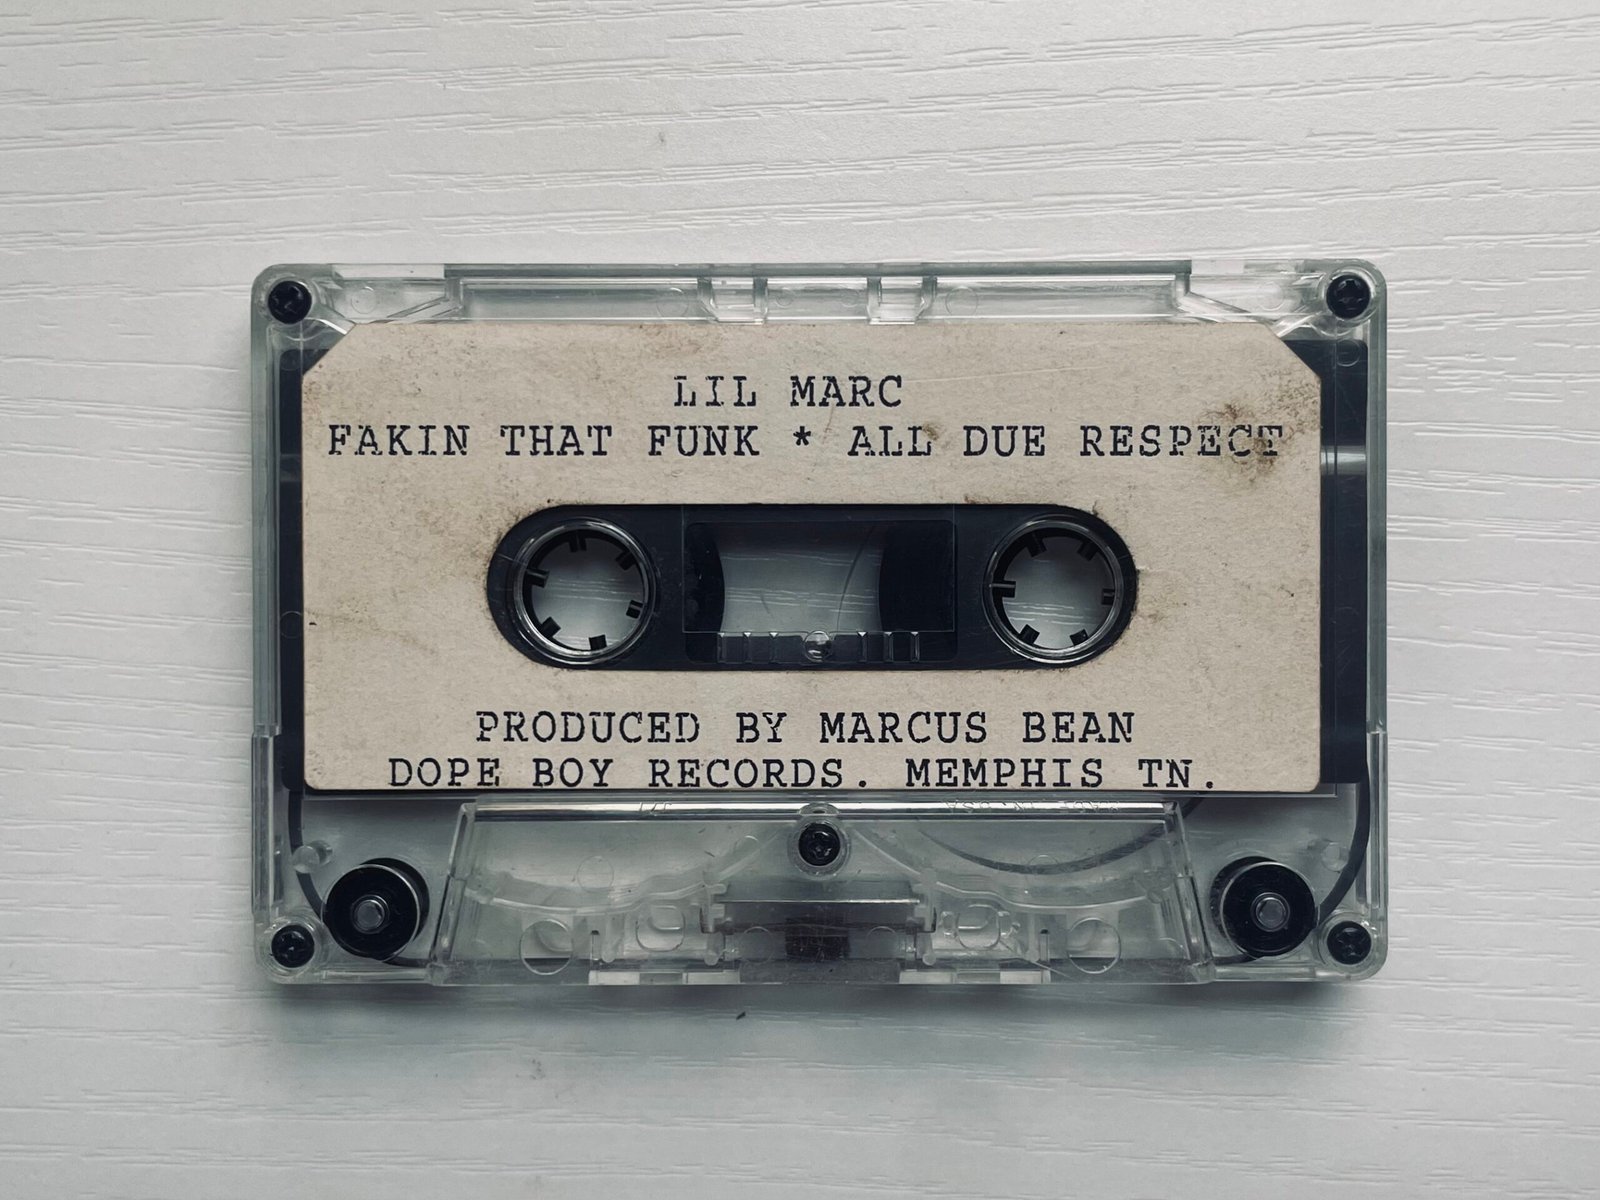 LIL MARC
FAKIN THAT FUNK * ALL DUE RESPECT
PRODUCED BY MARCUS BEAN
DOPE BOY RECORDS. MEMPHIS TN.